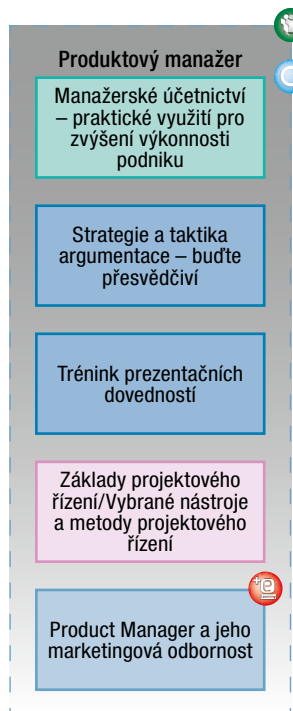 Produktový manažer
Manažerské účetnictví
– praktické využití pro
zvýšení výkonnosti
podniku
Strategie a taktika
argumentace – buďte
přesvědčiví
Trénink prezentačních
dovedností
Základy projektového
řízení/Vybrané nástroje
a metody projektového
řízení
+e
Product Manager a jeho
marketingová odbornost